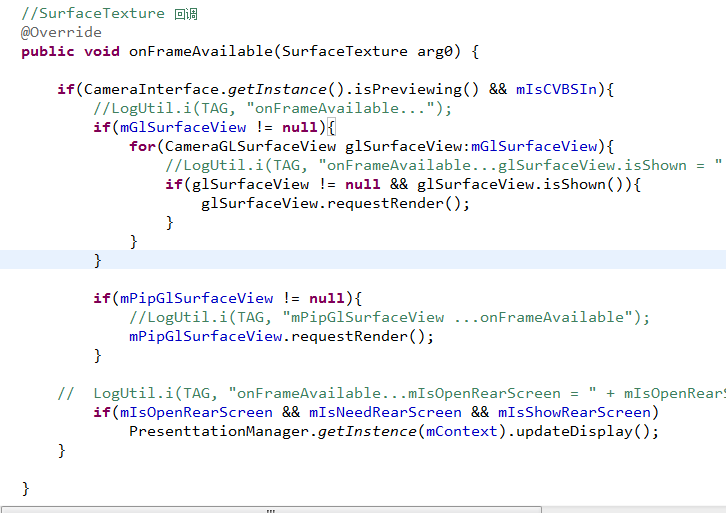 //SurfaceTexture 回调
@Override
public void onFrameAvailable(SurfaceTexture arg0) {
if(CameraInterface.getInstance().isPreviewing() && mIsCVBSIn){
//LogUtil.i(TAG, "onFrameAvailable...");
if(mGlSurfaceView != null){
for(CameraGLSurfaceView glSurfaceView:mGlSurfaceView){
//LogUtil.i(TAG, "onFrameAvailable...glSurfaceView.isShown = "
if(glSurfaceView != null && glSurfaceView.isShown()){
glSurfaceView.requestRender();
}
}
}
if(mPipGlSurfaceView != null){
//LogUtil.i(TAG, "mPipGlSurfaceView ...onFrameAvailable");
mPipGlSurfaceView.requestRender();
}
// LogUtil.i(TAG, "onFrameAvailable...mIsOpenRearScreen = " + mIsOpenRearS
if(mIsOpenRearScreen && mIsNeedRearScreen && mIsShowRearScreen)
PresenttationManager.getInstence(mContext).updateDisplay();
}
}